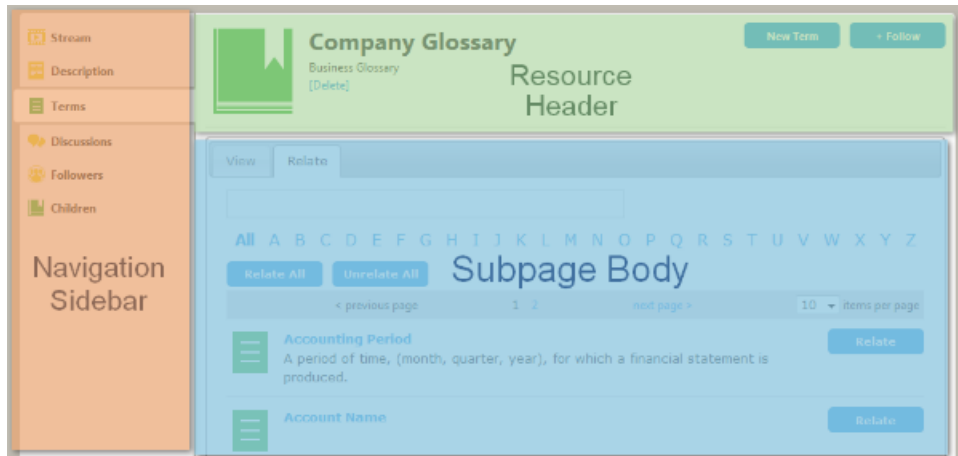 Stream
Description
Terms
Discussions
Followers
Children
Navigation
Sidebar
Company Glossary
Business Glossary
[Delete]
New Term
+ Follow
Resource
Header
View
Relate
All A B C D E F G H I J K L M N O P Q R S T U V W X Y Z
Relate All
Unrelate All
Subpage Body
< previous page 1 2 next page > 10 items per page
Accounting Period
A period of time, (month, quarter, year), for which a financial statement is
produced.
Relate
Account Name
Relate